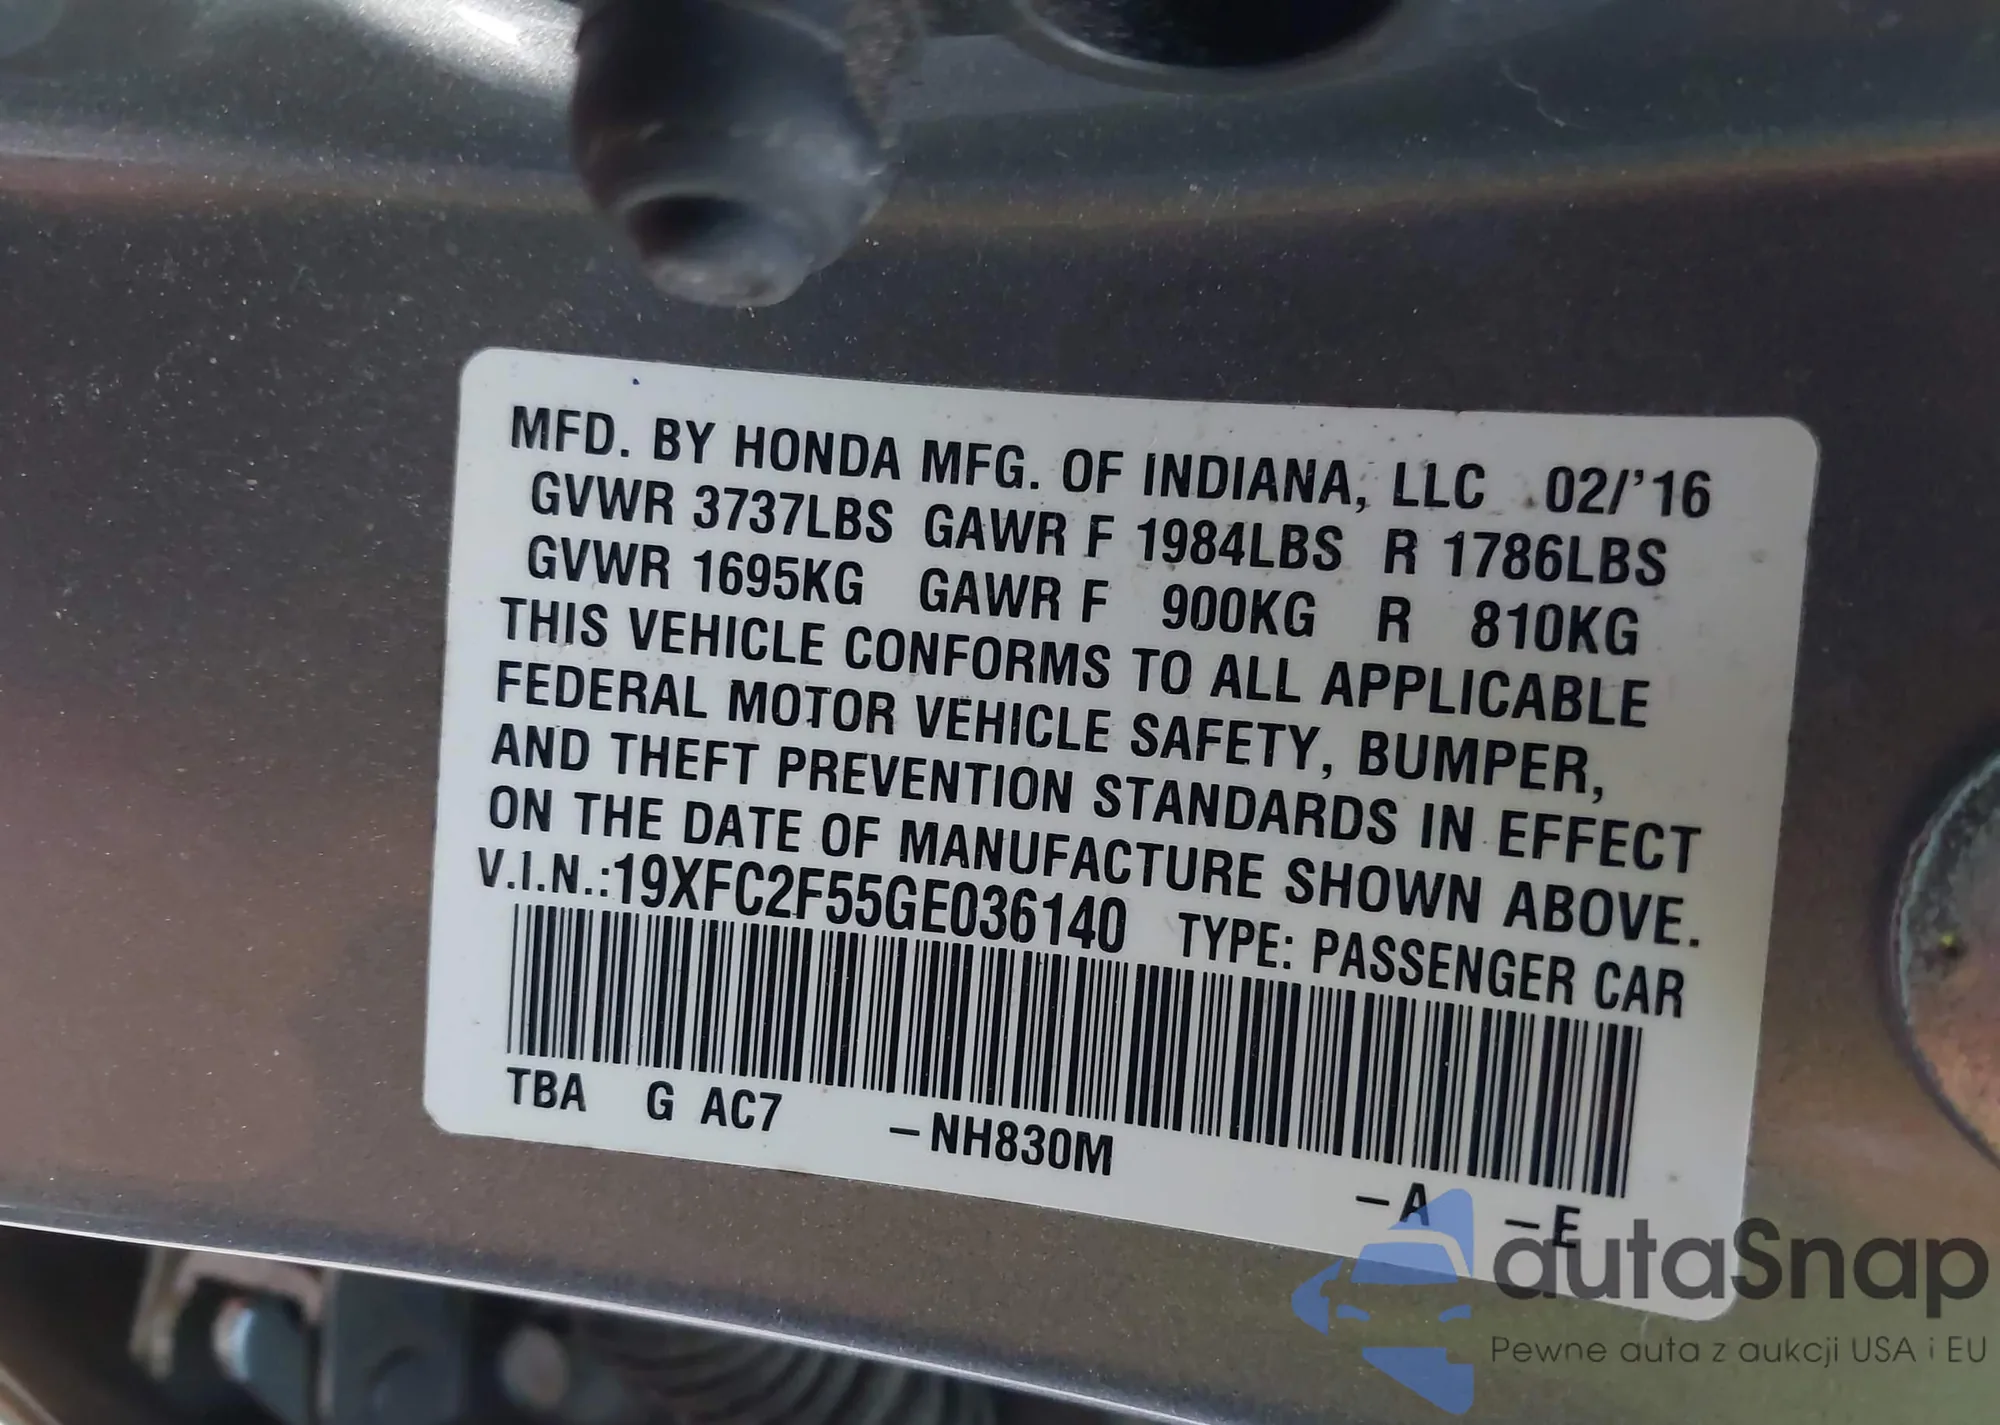 MFD. BY HONDA MFG. OF INDIANA, LLC 02/'16
GVWR 3737LBS GAWR F 1984LBS R 1786LBS
GVWR 1695KG GAWR F 900KG R 810KG
THIS VEHICLE CONFORMS TO ALL APPLICABLE
FEDERAL MOTOR VEHICLE SAFETY, BUMPER,
AND THEFT PREVENTION STANDARDS IN EFFECT
ON THE DATE OF MANUFACTURE SHOWN ABOVE.
V.I.N.:19XFC2F55GE036140 TYPE: PASSENGER CAR
TBA G AC7 –NH830M –A –E
autaSnap
Pewne auta z aukcji USA i EU